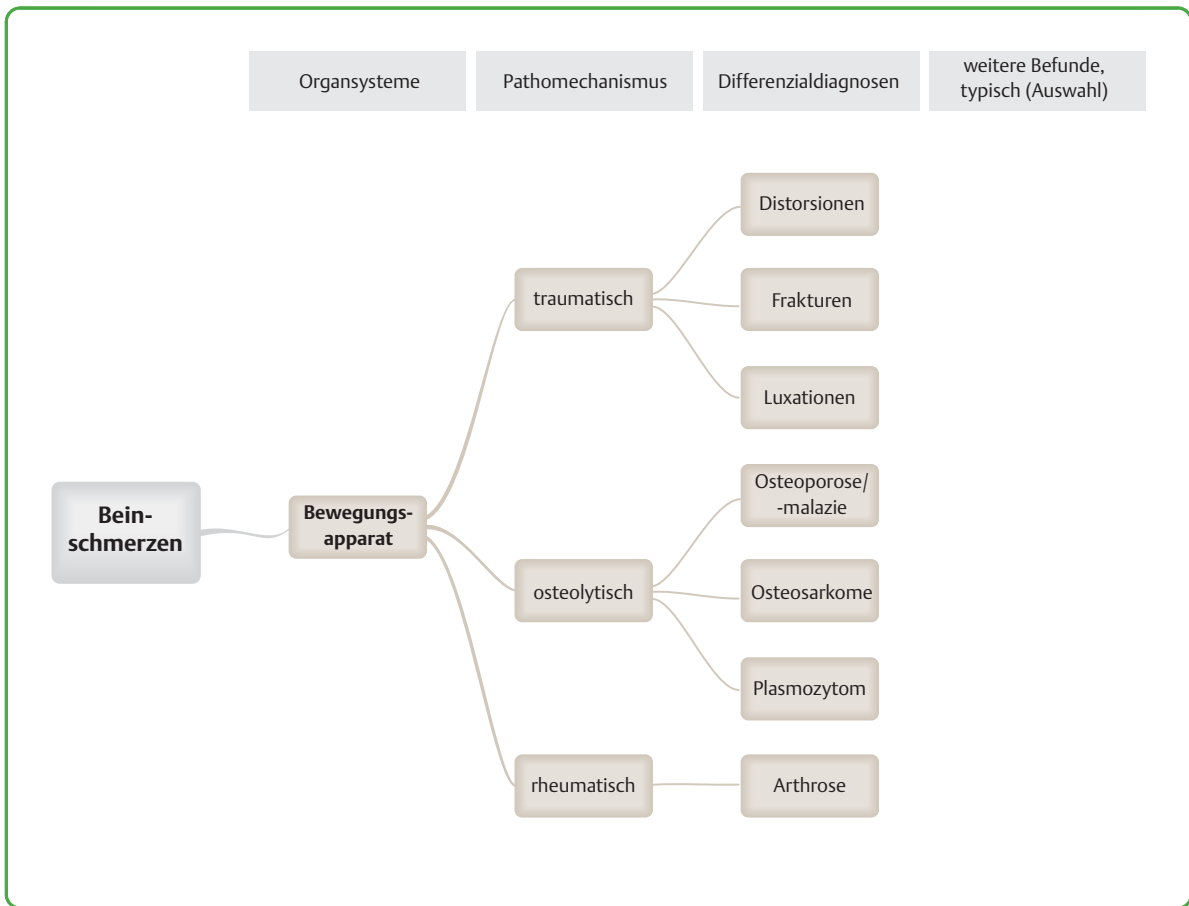 Organsysteme
Pathomechanismus
Differenzialdiagnosen
weitere Befunde,
typisch (Auswahl)
Distorsionen
traumatisch
Frakturen
Luxationen
Osteoporose/
-malazie
Bein-
schmerzen
Bewegungs-
apparat
osteolytisch
Osteosarkome
Plasmozytom
rheumatisch
Arthrose